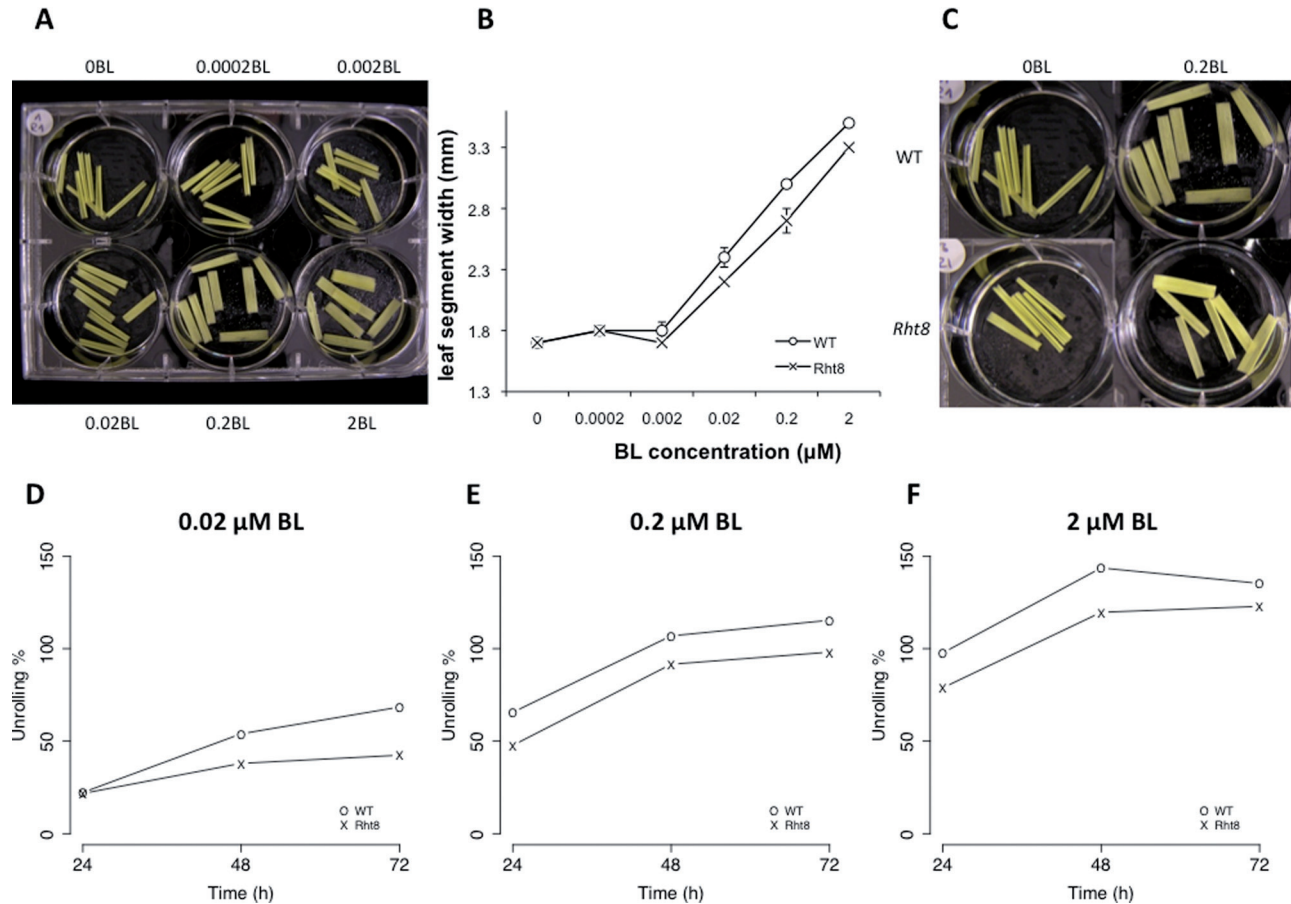 A
0BL 0.0002BL 0.002BL
0.02BL 0.2BL 2BL
B
leaf segment width (mm)
3.3
2.8
2.3
1.8
1.3
WT
Rht8
0 0.0002 0.002 0.02 0.2 2
BL concentration (µM)
C
0BL 0.2BL
WT
Rht8
D
0.02 µM BL
Unrolling %
150
100
50
0
O WT
X Rht8
24 48 72
Time (h)
E
0.2 µM BL
Unrolling %
150
100
50
0
O WT
X Rht8
24 48 72
Time (h)
F
2 µM BL
Unrolling %
150
100
50
0
O WT
X Rht8
24 48 72
Time (h)